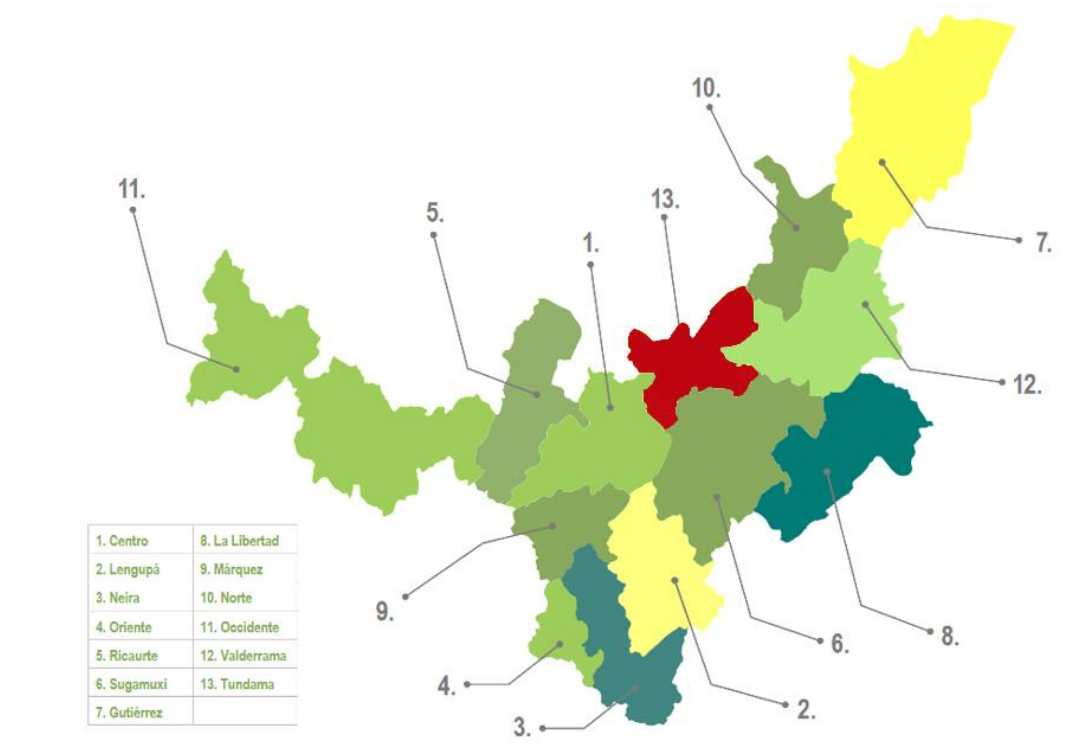 10.
11.
13.
5.
1.
7.
12.
1. Centro
8. La Libertad
2. Lengupá
9. Márquez
3. Neira
10. Norte
4. Oriente
11. Occidente
5. Ricaurte
12. Valderrama
6. Sugamuxi
13. Tundama
7. Gutiérrez
9.
8.
6.
4.
2.
3.